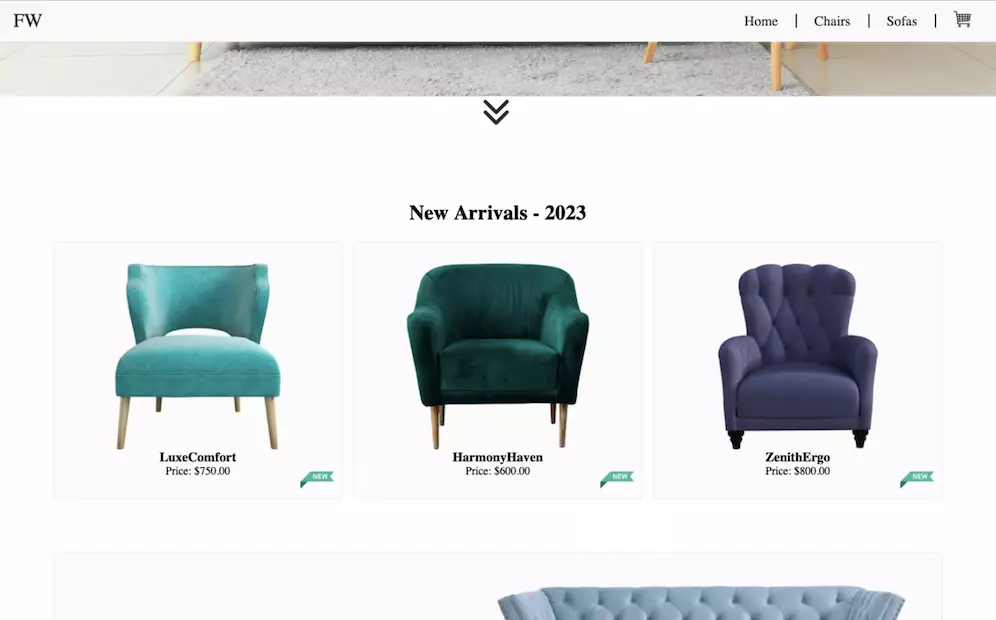 FW
Home | Chairs | Sofas |
New Arrivals - 2023
LuxeComfort
Price: $750.00
NEW
HarmonyHaven
Price: $600.00
NEW
ZenithErgo
Price: $800.00
NEW